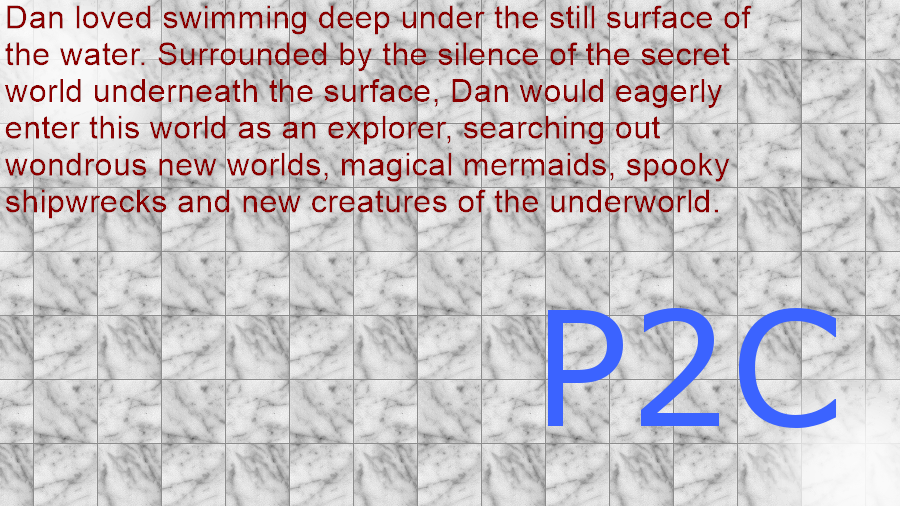 Dan loved swimming deep under the still surface of
the water. Surrounded by the silence of the secret
world underneath the surface, Dan would eagerly
enter this world as an explorer, searching out
wondrous new worlds, magical mermaids, spooky
shipwrecks and new creatures of the underworld.
P2C